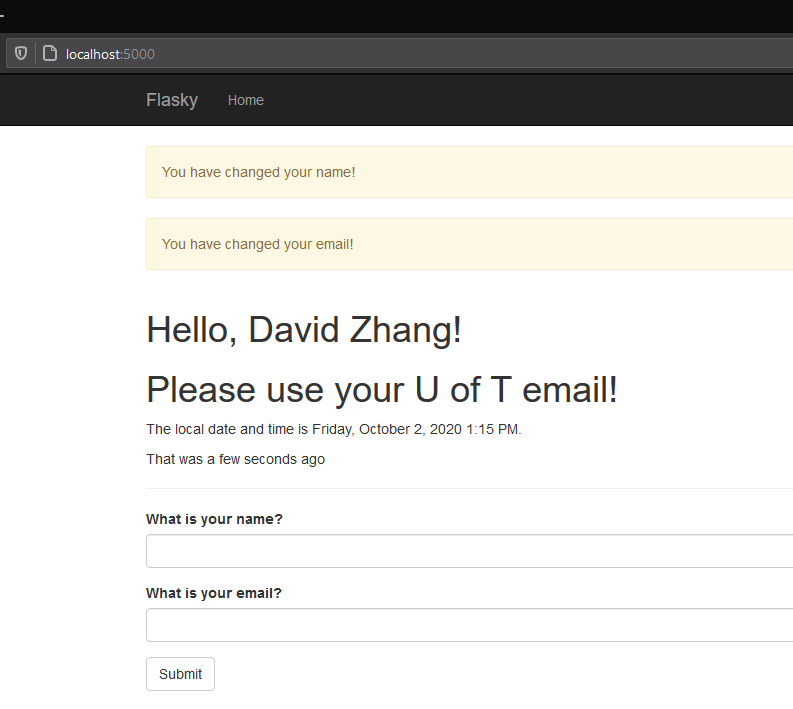 localhost:5000
Flasky Home
You have changed your name!
You have changed your email!
Hello, David Zhang!
Please use your U of T email!
The local date and time is Friday, October 2, 2020 1:15 PM.
That was a few seconds ago
What is your name?
What is your email?
Submit